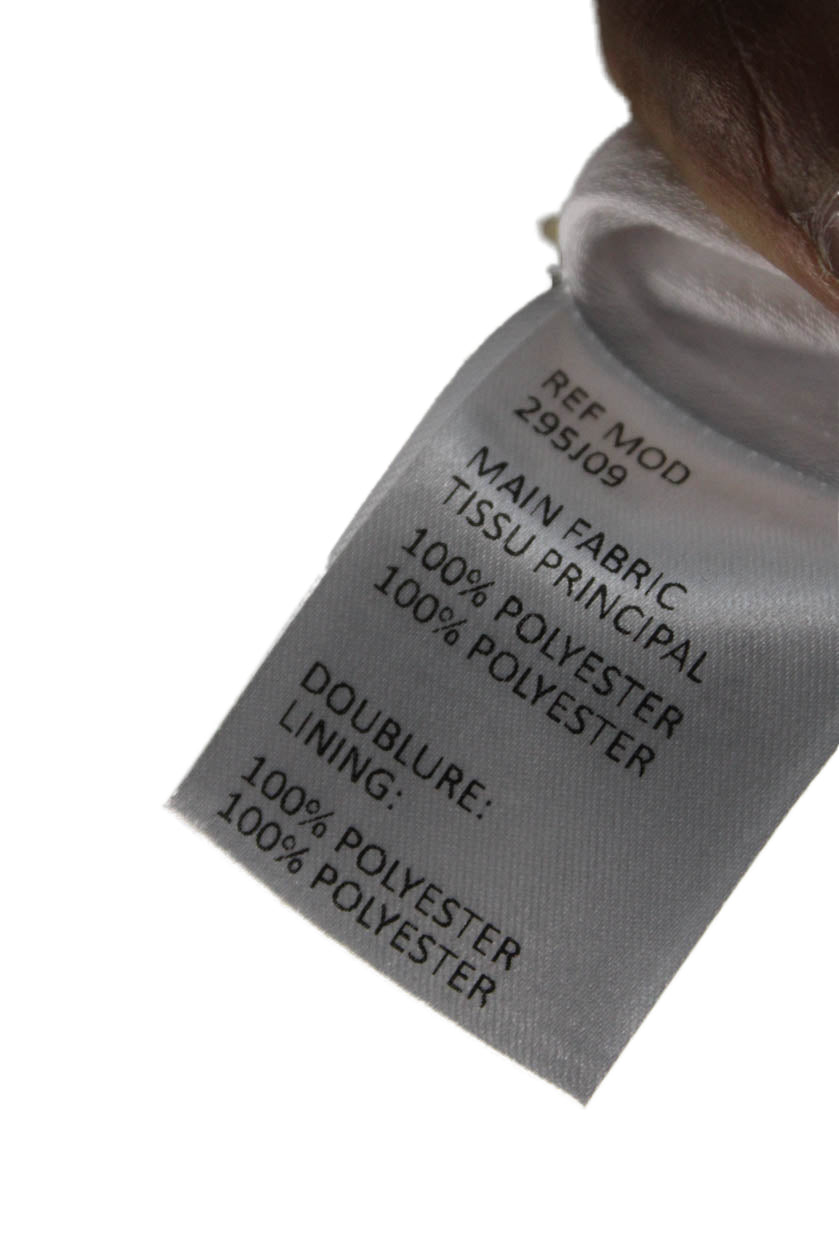 REF MOD
295J09
MAIN FABRIC
TISSU PRINCIPAL
100% POLYESTER
100% POLYESTER
DOUBLURE:
LINING:
100% POLYESTER
100% POLYESTER